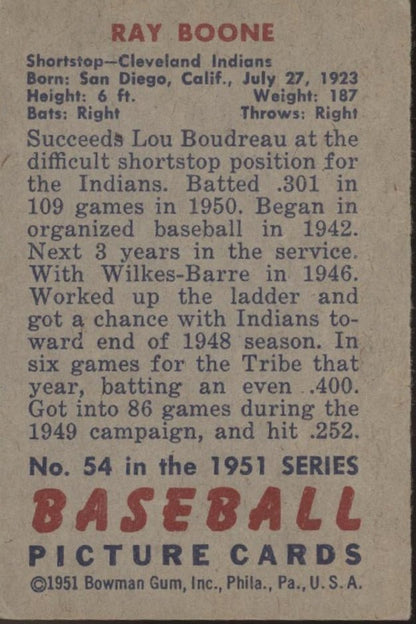 RAY BOONE
Shortstop—Cleveland Indians
Born: San Diego, Calif., July 27, 1923
Height: 6 ft. Weight: 187
Bats: Right Throws: Right
Succeeds Lou Boudreau at the
difficult shortstop position for
the Indians. Batted .301 in
109 games in 1950. Began in
organized baseball in 1942.
Next 3 years in the service.
With Wilkes-Barre in 1946.
Worked up the ladder and
got a chance with Indians to-
ward end of 1948 season. In
six games for the Tribe that
year, batting an even .400.
Got into 86 games during the
1949 campaign, and hit .252.
No. 54 in the 1951 SERIES
BASEBALL
PICTURE CARDS
©1951 Bowman Gum, Inc., Phila., Pa., U. S. A.